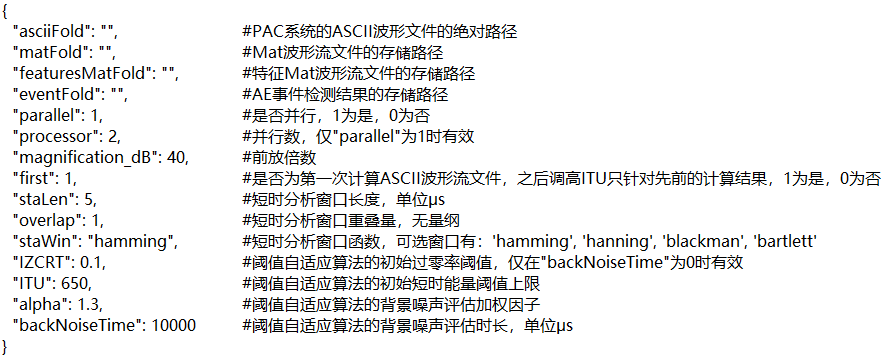 {
"asciiFold": "", #PAC系统的ASCII波形文件的绝对路径
"matFold": "", #Mat波形流文件的存储路径
"featuresMatFold": "", #特征Mat波形流文件的存储路径
"eventFold": "", #AE事件检测结果的存储路径
"parallel": 1, #是否并行，1为是，0为否
"processor": 2, #并行数，仅"parallel"为1时有效
"magnification_dB": 40, #前放倍数
"first": 1, #是否为第一次计算ASCII波形流文件，之后调高ITU只针对先前的计算结果，1为是，0为否
"staLen": 5, #短时分析窗口长度，单位μs
"overlap": 1, #短时分析窗口重叠量，无量纲
"staWin": "hamming", #短时分析窗口函数，可选窗口有：'hamming', 'hanning', 'blackman', 'bartlett'
"IZCRT": 0.1, #阈值自适应算法的初始过零率阈值，仅在"backNoiseTime"为0时有效
"ITU": 650, #阈值自适应算法的初始短时能量阈值上限
"alpha": 1.3, #阈值自适应算法的背景噪声评估加权因子
"backNoiseTime": 10000 #阈值自适应算法的背景噪声评估时长，单位μs
}